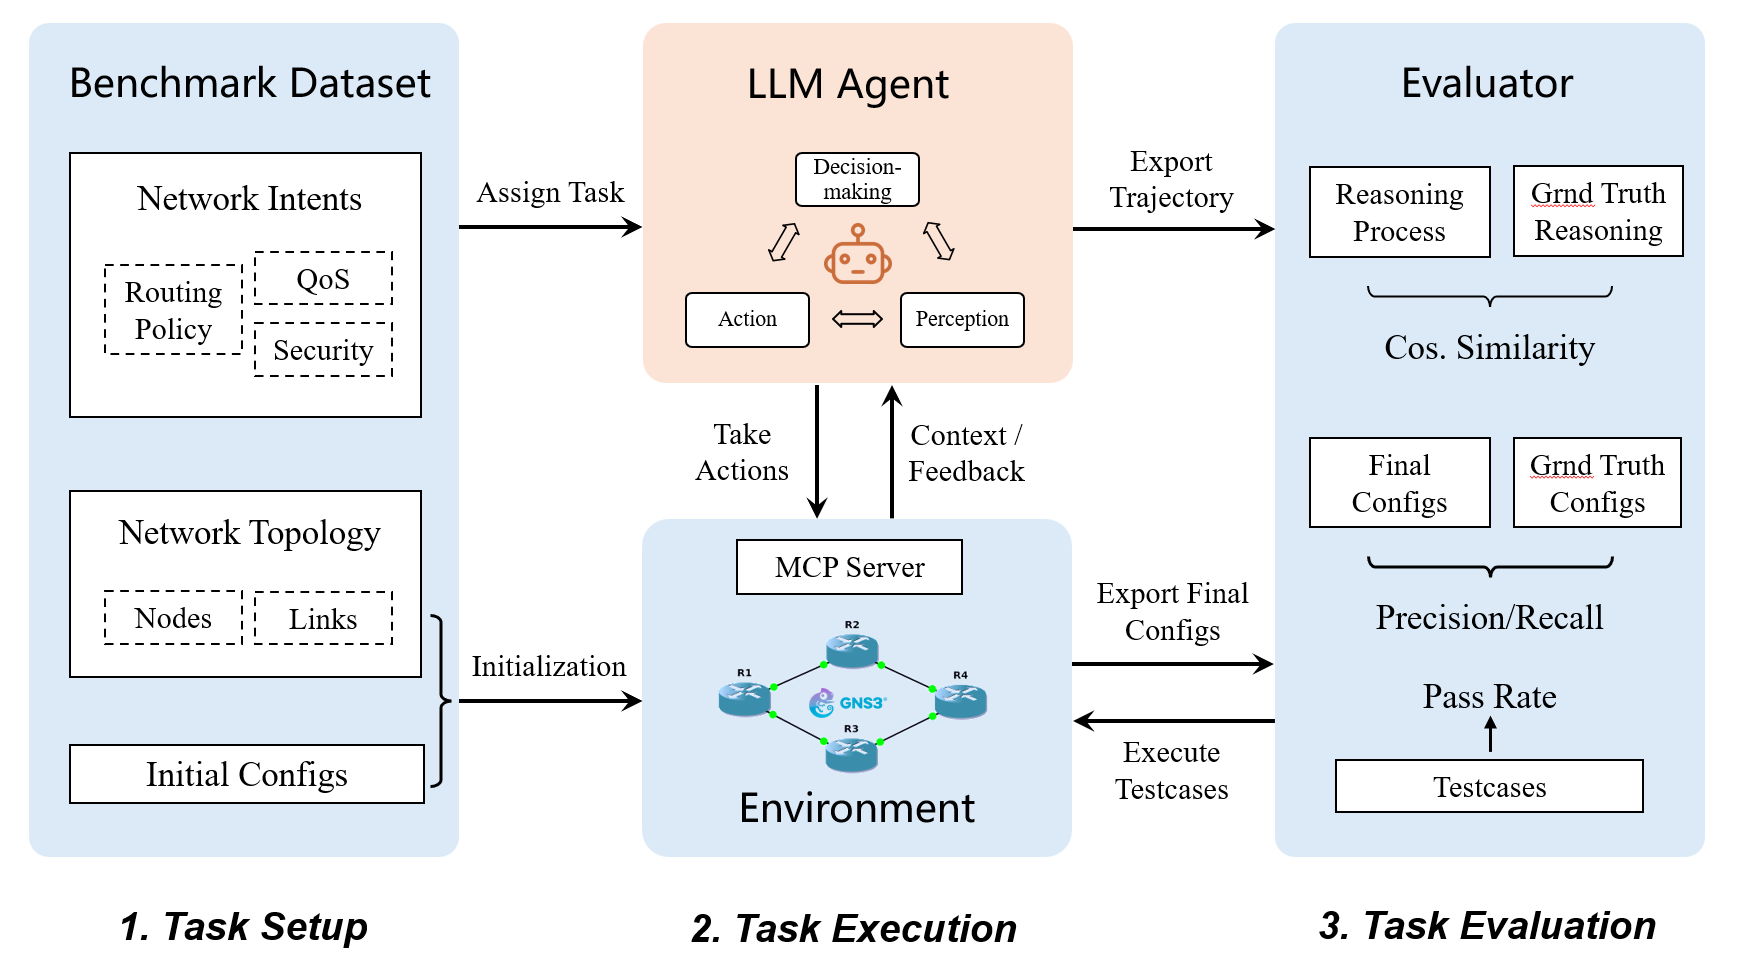 Benchmark Dataset
Network Intents
Routing
Policy
QoS
Security
Network Topology
Nodes
Links
Initial Configs
Assign Task
Initialization
LLM Agent
Decision-
making
Action
Perception
Take
Actions
Context /
Feedback
MCP Server
R2
R1
R4
GNS3®
R3
Environment
Export
Trajectory
Export Final
Configs
Execute
Testcases
Evaluator
Reasoning
Process
Grnd Truth
Reasoning
Cos. Similarity
Final
Configs
Grnd Truth
Configs
Precision/Recall
Pass Rate
Testcases
1. Task Setup
2. Task Execution
3. Task Evaluation